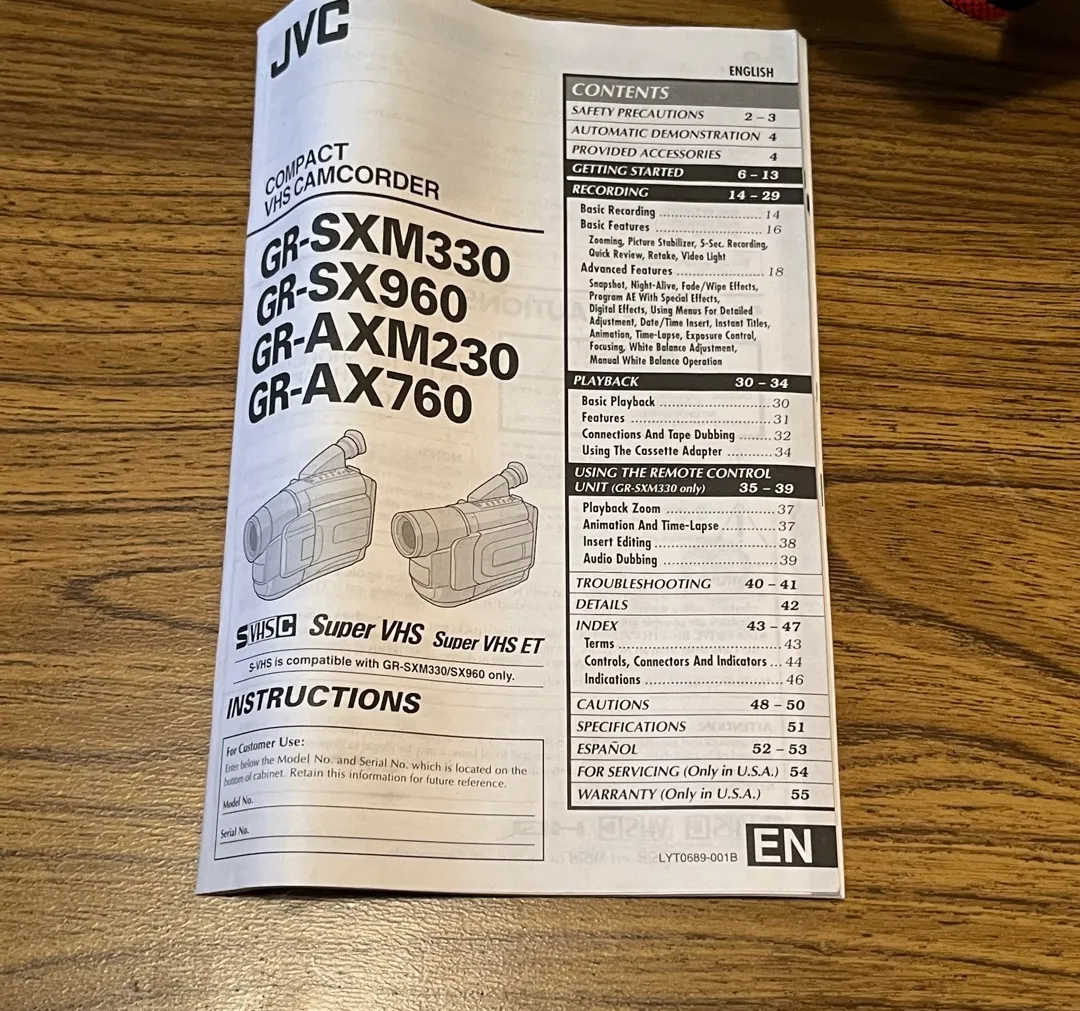 JVC
COMPACT
VHS CAMCORDER
GR-SXM330
GR-SX960
GR-AXM230
GR-AX760
S VHS C Super VHS Super VHS ET
S-VHS is compatible with GR-SXM330/SX960 only.
INSTRUCTIONS
For Customer Use:
Enter below the Model No. and Serial No. which is located on the
bottom of cabinet. Retain this information for future reference.
Model No.
Serial No.
ENGLISH
CONTENTS
SAFETY PRECAUTIONS 2 – 3
AUTOMATIC DEMONSTRATION 4
PROVIDED ACCESSORIES 4
GETTING STARTED 6 – 13
RECORDING 14 – 29
Basic Recording ........................... 14
Basic Features ............................ 16
Zooming, Picture Stabilizer, 5-Sec. Recording,
Quick Review, Retake, Video Light
Advanced Features ...................... 18
Snapshot, Night-Alive, Fade/Wipe Effects,
Program AE With Special Effects,
Digital Effects, Using Menus For Detailed
Adjustment, Date/Time Insert, Instant Titles,
Animation, Time-Lapse, Exposure Control,
Focusing, White Balance Adjustment,
Manual White Balance Operation
PLAYBACK 30 – 34
Basic Playback ............................ 30
Features .................................... 31
Connections And Tape Dubbing ........ 32
Using The Cassette Adapter ........... 34
USING THE REMOTE CONTROL
UNIT (GR-SXM330 only) 35 – 39
Playback Zoom ........................... 37
Animation And Time-Lapse ............. 37
Insert Editing .............................. 38
Audio Dubbing ........................... 39
TROUBLESHOOTING 40 – 41
DETAILS 42
INDEX 43 – 47
Terms ....................................... 43
Controls, Connectors And Indicators ... 44
Indications ................................. 46
CAUTIONS 48 – 50
SPECIFICATIONS 51
ESPAÑOL 52 – 53
FOR SERVICING (Only in U.S.A.) 54
WARRANTY (Only in U.S.A.) 55
LYT0689-001B EN